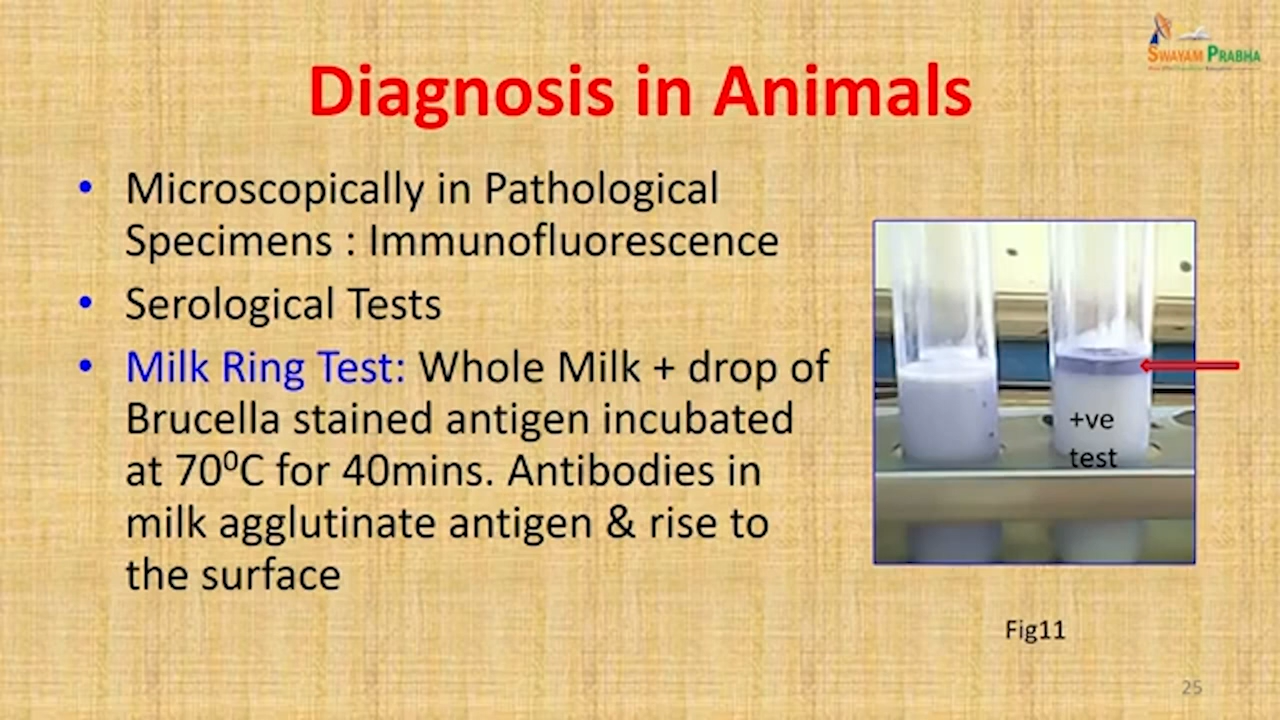 SWAYAM PRABHA
Diagnosis in Animals
• Microscopically in Pathological
Specimens : Immunofluorescence
• Serological Tests
• Milk Ring Test: Whole Milk + drop of
Brucella stained antigen incubated
at 70⁰C for 40mins. Antibodies in
milk agglutinate antigen & rise to
the surface
+ve
test
Fig11
25